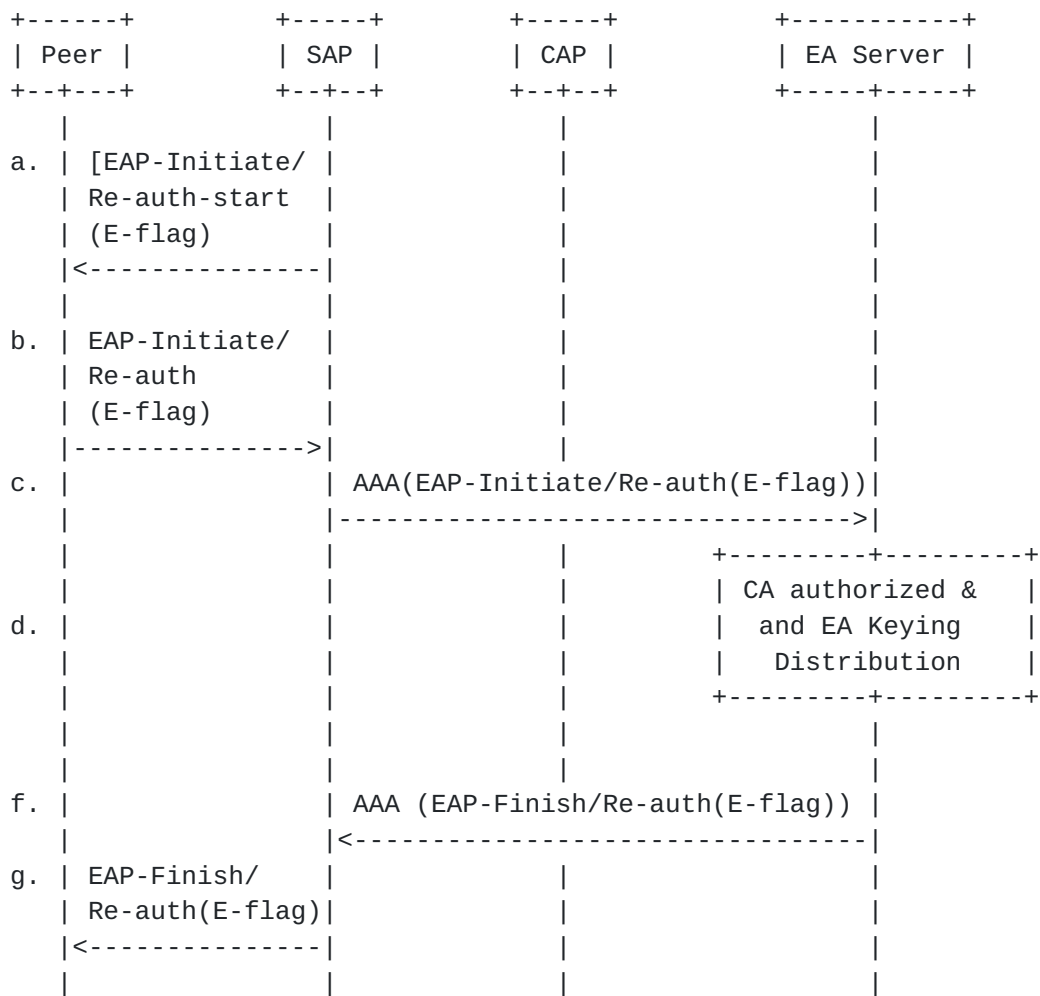 Peer SAP CAP EA Server
a. [EAP-Initiate/
Re-auth-start
(E-flag)
b. EAP-Initiate/
Re-auth
(E-flag)
c. AAA(EAP-Initiate/Re-auth(E-flag))
CA authorized &
d. and EA Keying
Distribution
f. AAA (EAP-Finish/Re-auth(E-flag))
g. EAP-Finish/
Re-auth(E-flag)